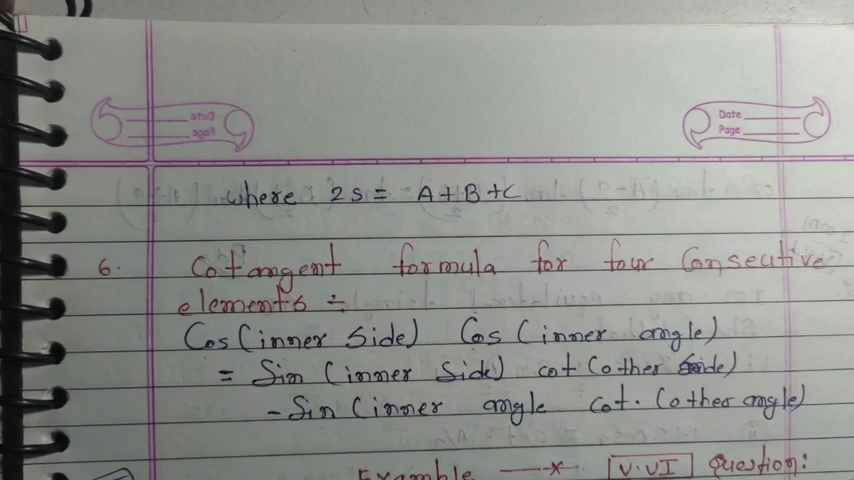 Date
Page
where 2s = A+B+C
6. Cotangent formula for four Consecutive
elements ÷
Cos (inner side) Cos (inner angle)
= Sin (inner side) cot (other side)
- Sin (inner angle cot. (other angle)
Example —* V.VI Question: